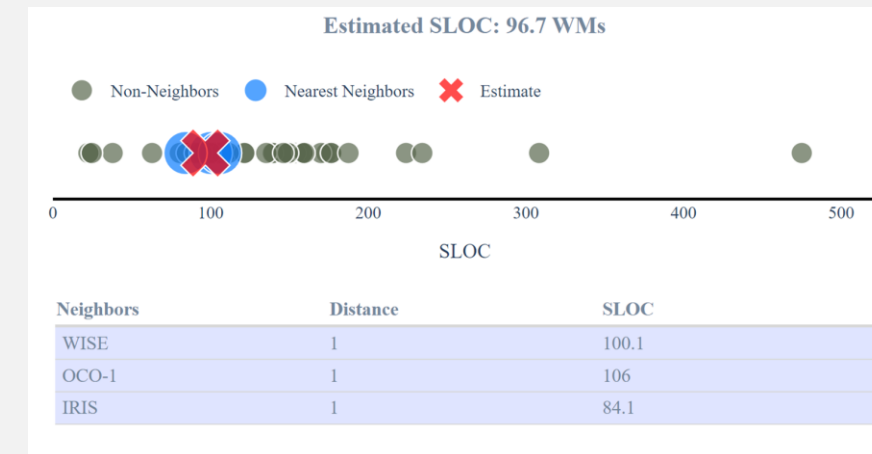 Estimated SLOC: 96.7 WMs
Non-Neighbors Nearest Neighbors Estimate
0 100 200 300 400 500
SLOC
Neighbors Distance SLOC
WISE 1 100.1
OCO-1 1 106
IRIS 1 84.1